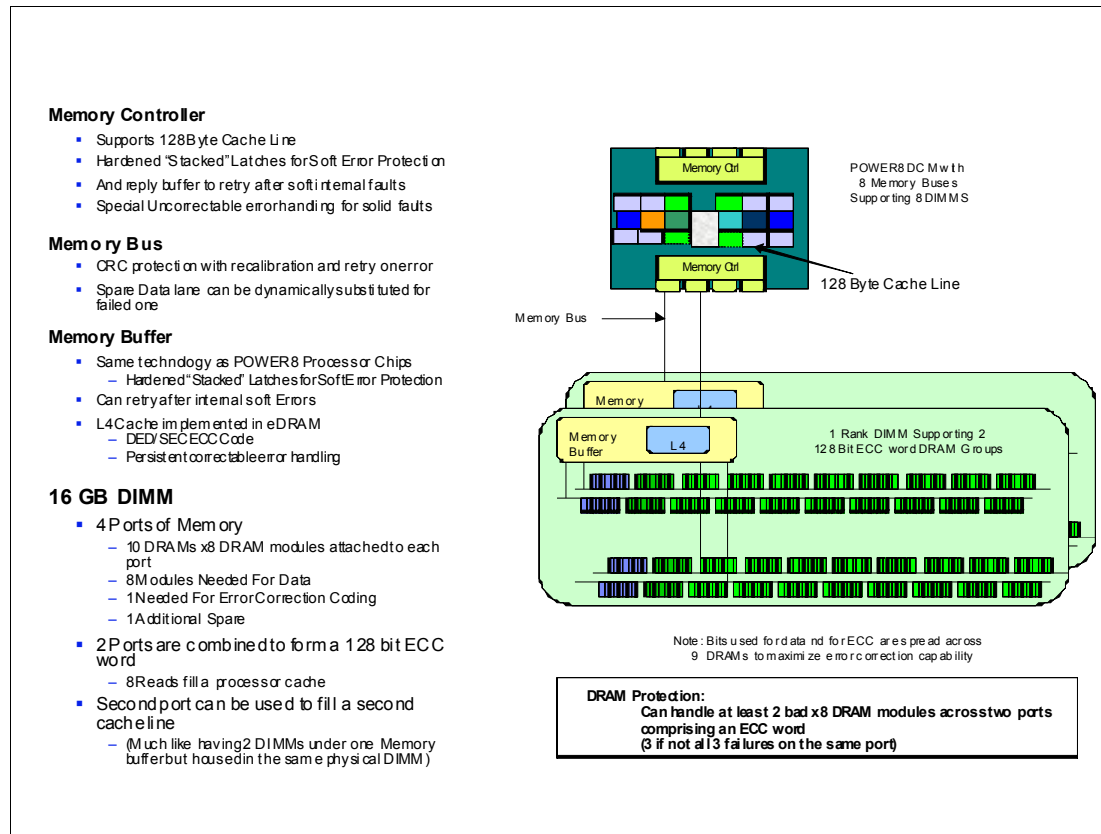 Memory Controller
▪ Supports 128Byte Cache Line
▪ Hardened “Stacked” Latches for Soft Error Protection
▪ And reply buffer to retry after soft internal faults
▪ Special Uncorrectable error handling for solid faults
Memory Bus
▪ CRC protection with recalibration and retry on error
▪ Spare Data lane can be dynamically substituted for
failed one
Memory Buffer
▪ Same technology as POWER8 Processor Chips
– Hardened “Stacked” Latches for Soft Error Protection
▪ Can retry after internal soft Errors
▪ L4 Cache implemented in eDRAM
– DED/SEC ECC Code
– Persistent correctable error handling
16 GB DIMM
▪ 4 Ports of Memory
– 10 DRAMs x8 DRAM modules attached to each
port
– 8 Modules Needed For Data
– 1 Needed For Error Correction Coding
– 1 Additional Spare
▪ 2 Ports are combined to form a 128 bit ECC
word
– 8 Reads fill a processor cache
▪ Second port can be used to fill a second
cache line
– (Much like having 2 DIMMs under one Memory
buffer but housed in the same physical DIMM)
Memory Ctrl
POWER8 DCM with
8 Memory Buses
Supporting 8 DIMMS
Memory Ctrl
128 Byte Cache Line
Memory Bus
Memory
Memory
Buffer
L4
1 Rank DIMM Supporting 2
128 Bit ECC word DRAM Groups
Note: Bits used for data nd for ECC are spread across
9 DRAMs to maximize error correction capability
DRAM Protection:
Can handle at least 2 bad x8 DRAM modules across two ports
comprising an ECC word
(3 if not all 3 failures on the same port)